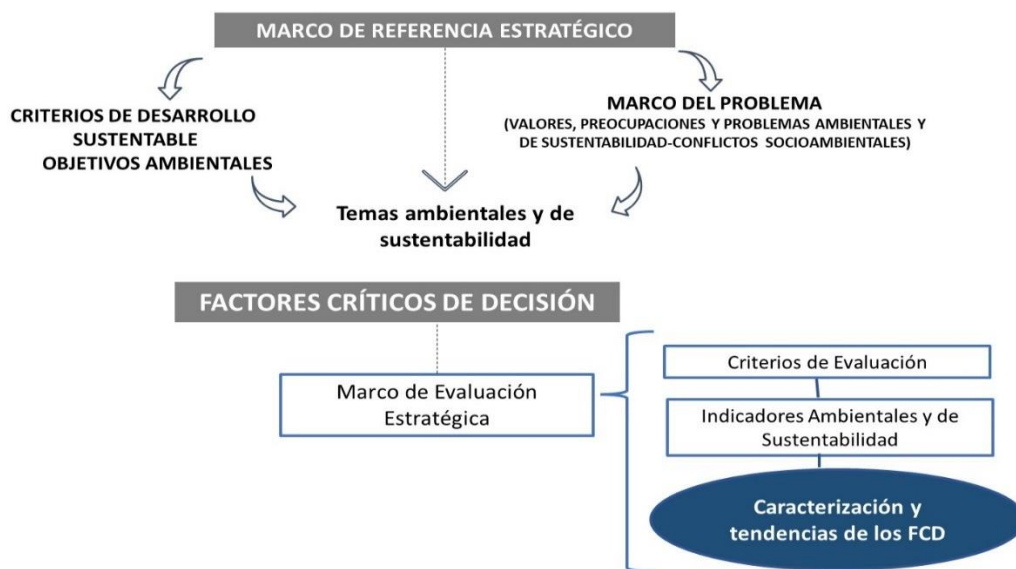 MARCO DE REFERENCIA ESTRATÉGICO
CRITERIOS DE DESARROLLO
SUSTENTABLE
OBJETIVOS AMBIENTALES
MARCO DEL PROBLEMA
(VALORES, PREOCUPACIONES Y PROBLEMAS AMBIENTALES Y
DE SUSTENTABILIDAD-CONFLICTOS SOCIOAMBIENTALES)
Temas ambientales y de
sustentabilidad
FACTORES CRÍTICOS DE DECISIÓN
Marco de Evaluación
Estratégica
Criterios de Evaluación
Indicadores Ambientales y de
Sustentabilidad
Caracterización y
tendencias de los FCD